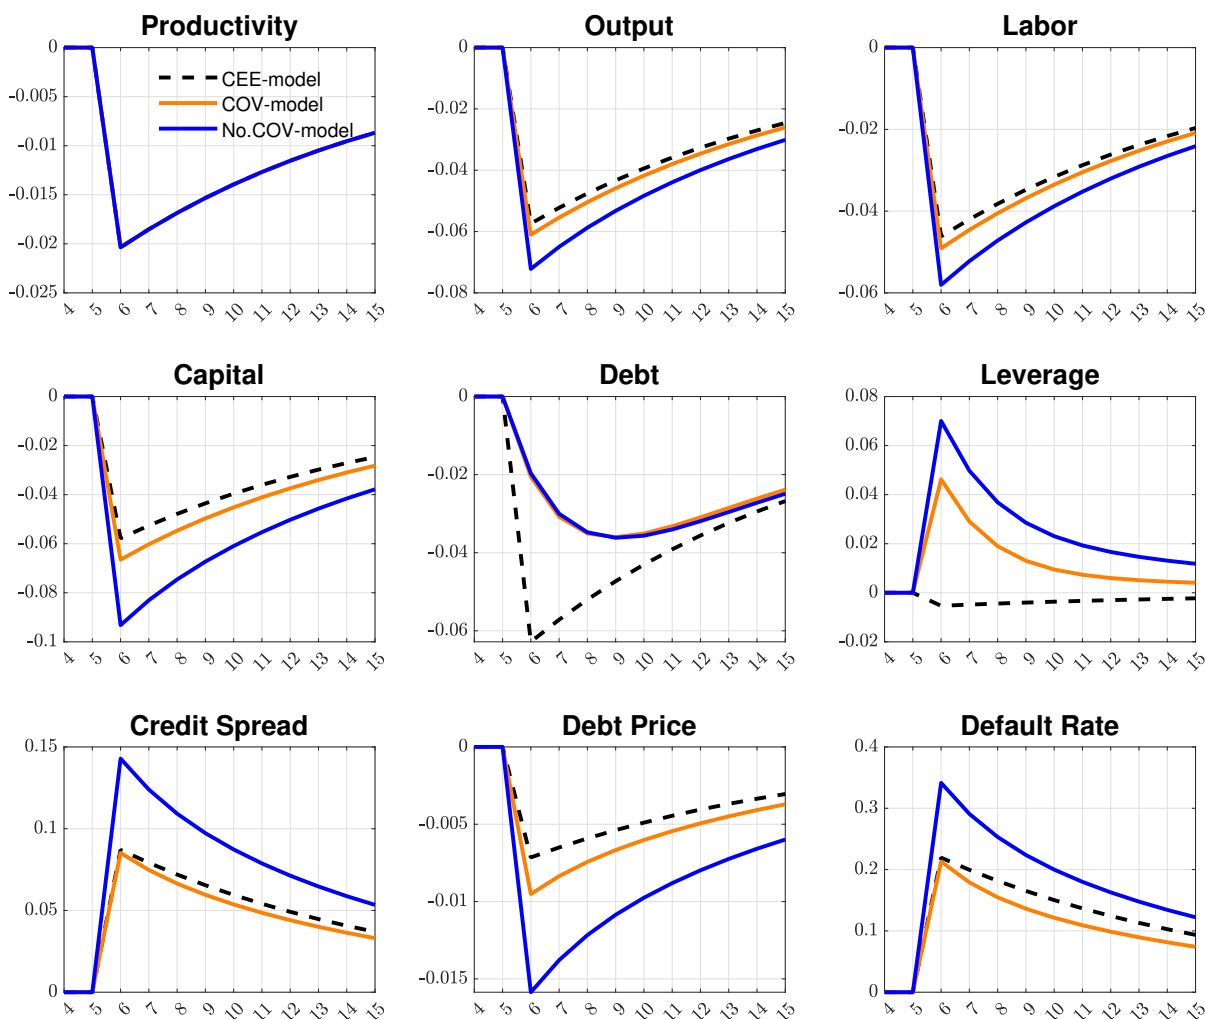 Productivity
0
-0.005
-0.01
-0.015
-0.02
-0.025
4 5 6 7 8 9 10 11 12 13 14 15
CEE-model
COV-model
No.COV-model
Output
0
-0.02
-0.04
-0.06
-0.08
4 5 6 7 8 9 10 11 12 13 14 15
Labor
0
-0.02
-0.04
-0.06
4 5 6 7 8 9 10 11 12 13 14 15
Capital
0
-0.02
-0.04
-0.06
-0.08
-0.1
4 5 6 7 8 9 10 11 12 13 14 15
Debt
0
-0.02
-0.04
-0.06
4 5 6 7 8 9 10 11 12 13 14 15
Leverage
0.08
0.06
0.04
0.02
0
-0.02
4 5 6 7 8 9 10 11 12 13 14 15
Credit Spread
0.15
0.1
0.05
0
4 5 6 7 8 9 10 11 12 13 14 15
Debt Price
0
-0.005
-0.01
-0.015
4 5 6 7 8 9 10 11 12 13 14 15
Default Rate
0.4
0.3
0.2
0.1
0
4 5 6 7 8 9 10 11 12 13 14 15